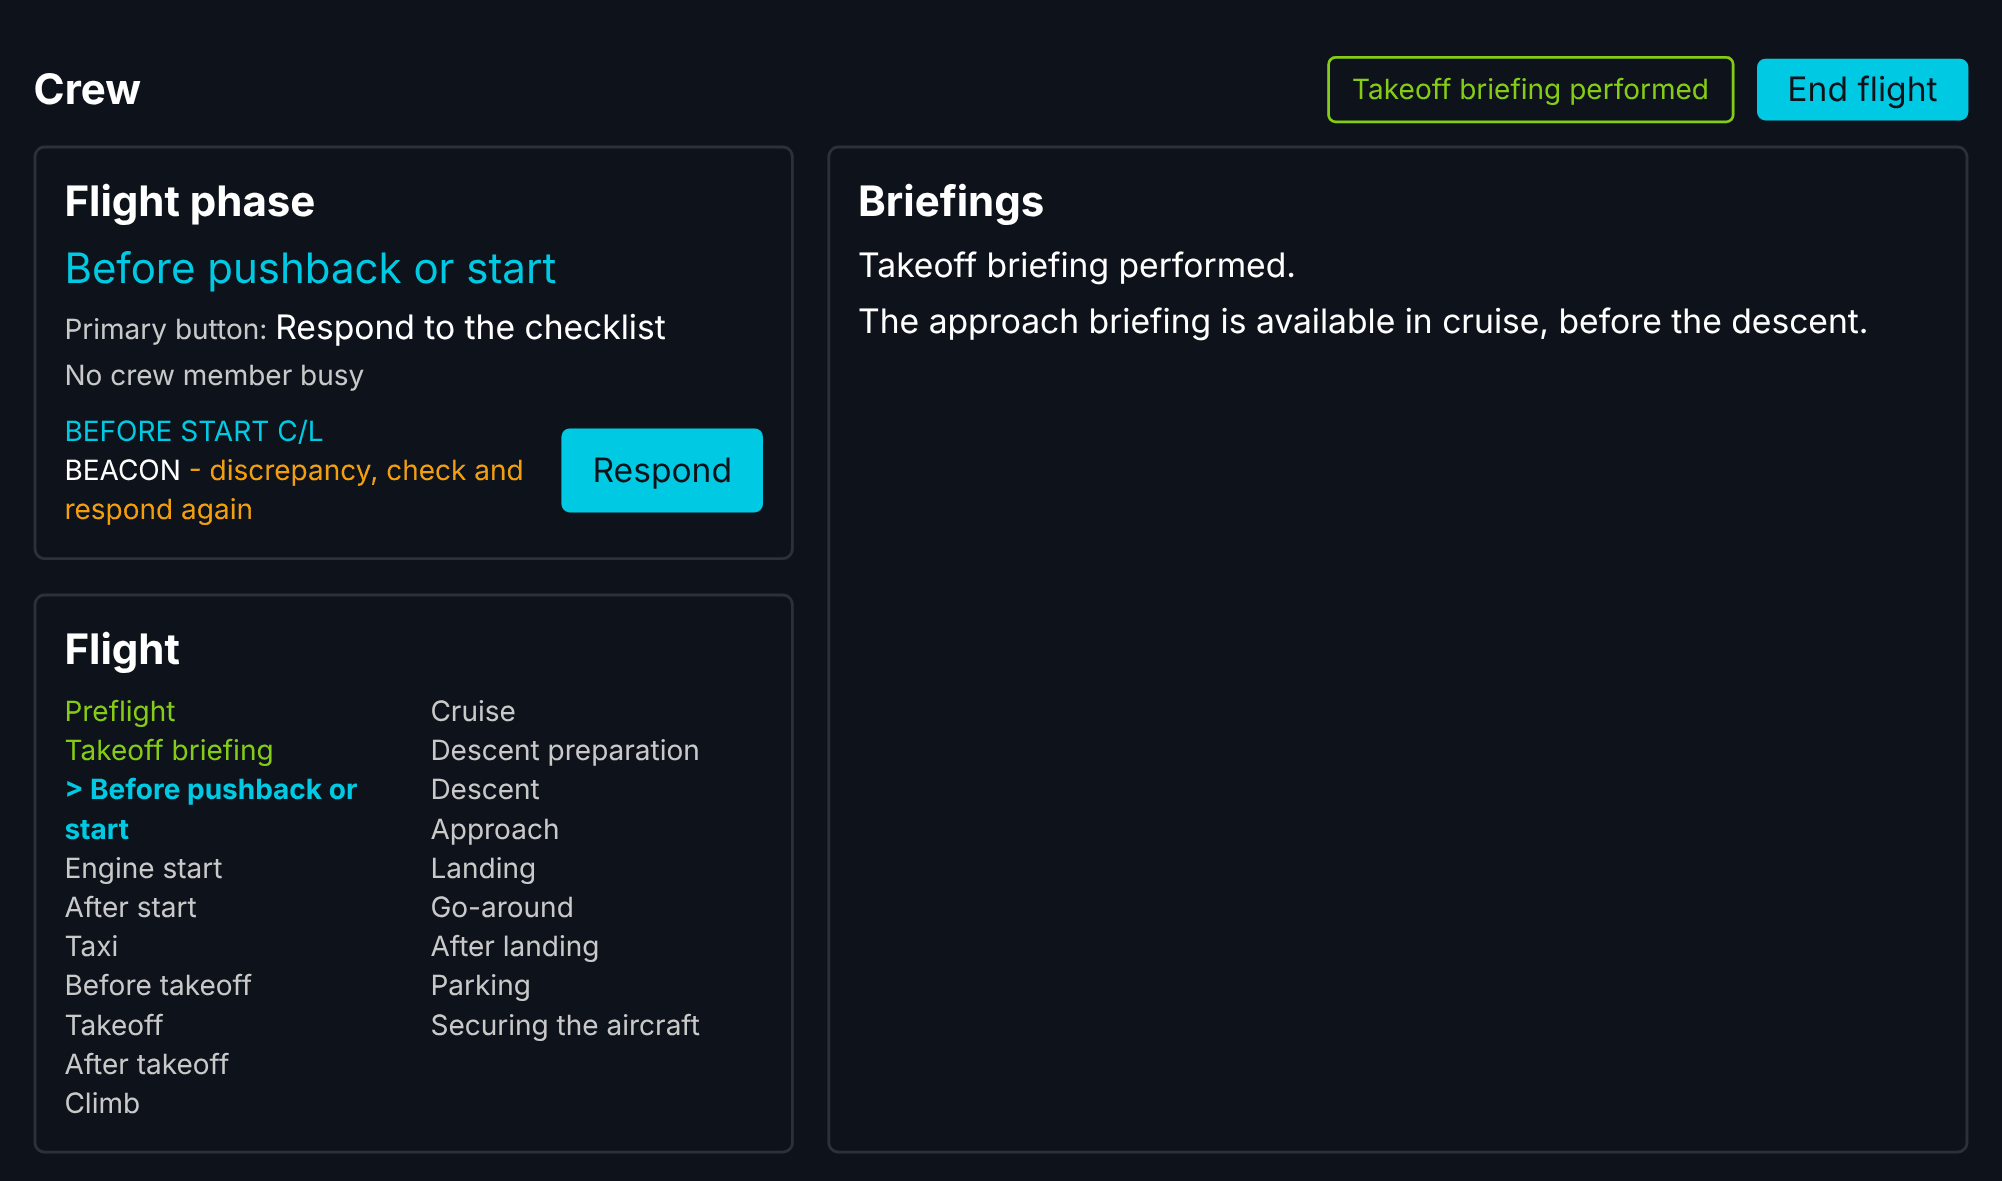 Crew
Takeoff briefing performed
End flight
Flight phase
Before pushback or start
Primary button: Respond to the checklist
No crew member busy
BEFORE START C/L
BEACON - discrepancy, check and
respond again
Respond
Flight
Preflight
Takeoff briefing
> Before pushback or
start
Engine start
After start
Taxi
Before takeoff
Takeoff
After takeoff
Climb
Cruise
Descent preparation
Descent
Approach
Landing
Go-around
After landing
Parking
Securing the aircraft
Briefings
Takeoff briefing performed.
The approach briefing is available in cruise, before the descent.